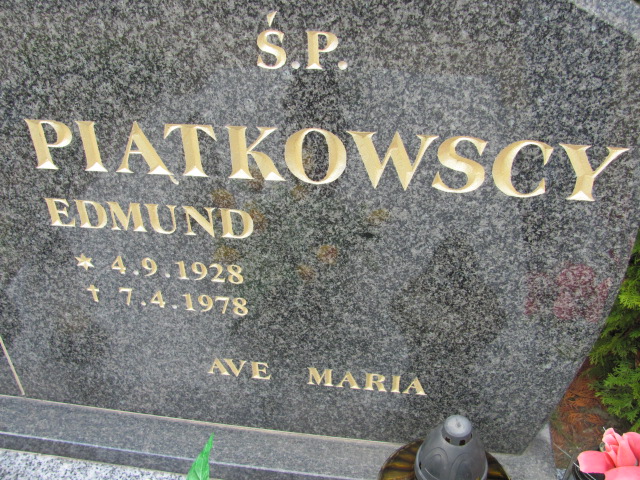 Ś.P.
PIĄTKOWSCY
EDMUND
* 4.9.1928
† 7.4.1978
AVE MARIA